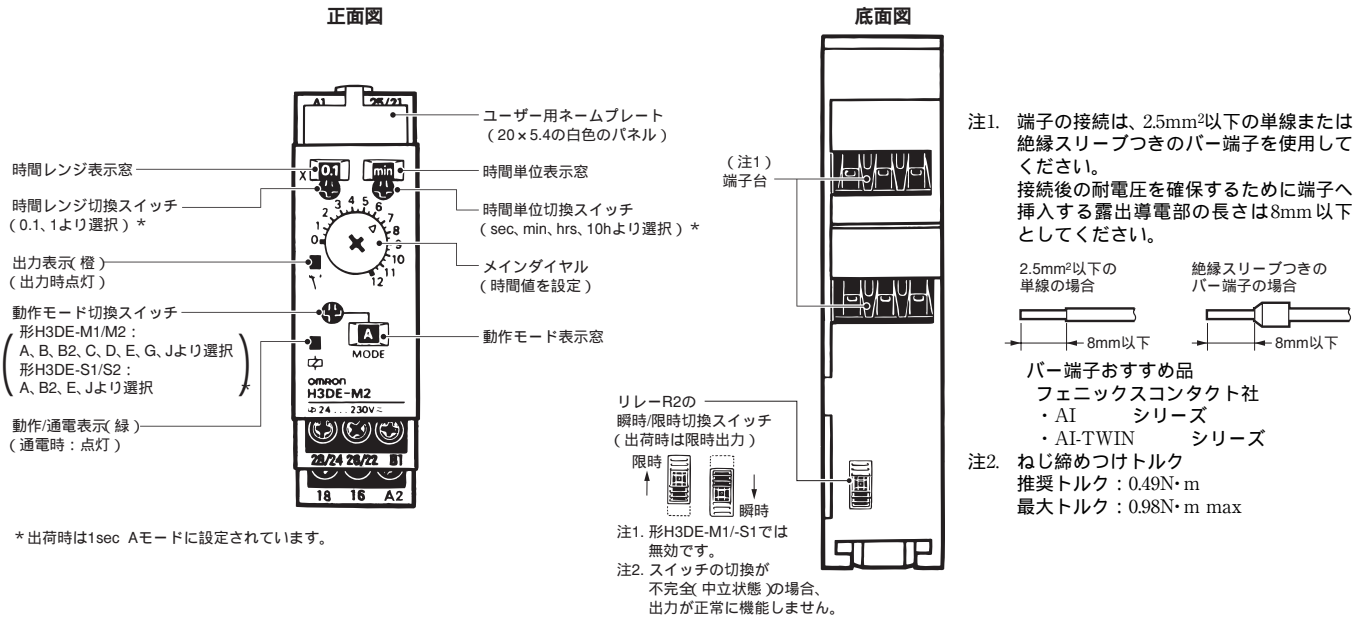 正面図
A1 25/21
ユーザー用ネームプレート
(20×5.4の白色のパネル)
時間レンジ表示窓
X 0.1 min
時間単位表示窓
時間レンジ切換スイッチ
(0.1、1より選択)*
時間単位切換スイッチ
(sec、min、hrs、10hより選択)*
0 1 2 3 4 5 6 7 8 9 10 11 12
出力表示(橙)
(出力時点灯)
メインダイヤル
(時間値を設定)
動作モード切換スイッチ
形H3DE-M1/M2:
A、B、B2、C、D、E、G、Jより選択
形H3DE-S1/S2:
A、B2、E、Jより選択
*
A
MODE
動作モード表示窓
動作/通電表示(緑)
(通電時:点灯)
OMRON
H3DE-M2
24...230V
28/24 26/22 B1
18 16 A2
*出荷時は1sec Aモードに設定されています。
底面図
(注1)
端子台
リレーR2の
瞬時/限時切換スイッチ
(出荷時は限時出力)
限時
瞬時
注1. 形H3DE-M1/-S1では
無効です。
注2. スイッチの切換が
不完全(中立状態)の場合、
出力が正常に機能しません。
注1. 端子の接続は、2.5mm²以下の単線または
絶縁スリーブつきのバー端子を使用して
ください。
接続後の耐電圧を確保するために端子へ
挿入する露出導電部の長さは8mm以下
としてください。
2.5mm²以下の
単線の場合
8mm以下
絶縁スリーブつきの
バー端子の場合
8mm以下
バー端子おすすめ品
フェニックスコンタクト社
・AI シリーズ
・AI-TWIN シリーズ
注2. ねじ締めつけトルク
推奨トルク:0.49N・m
最大トルク:0.98N・m max